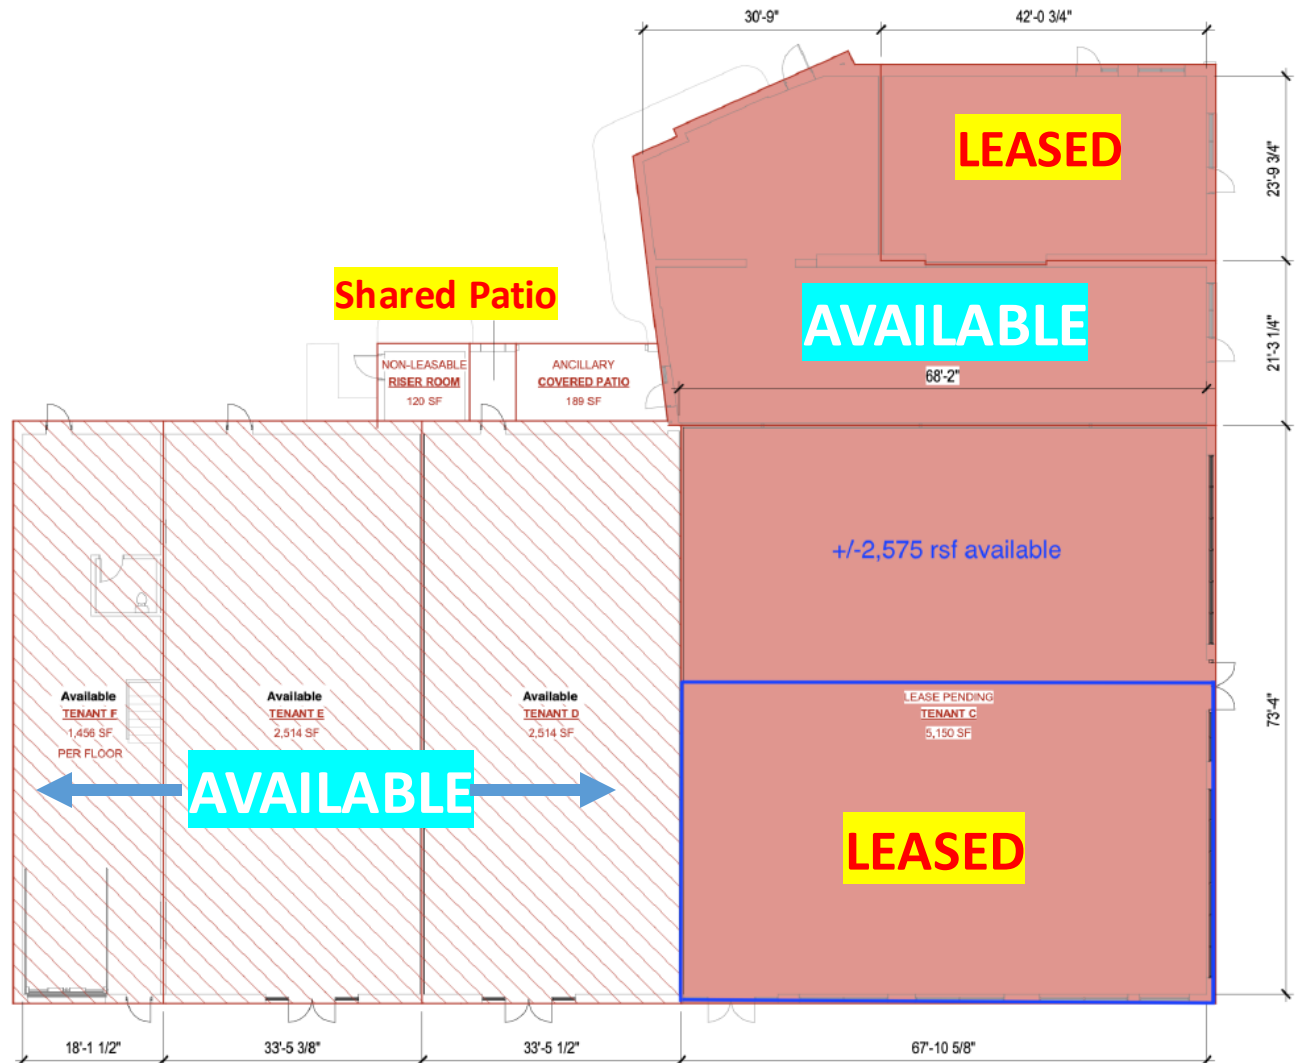 30'-9"
42'-0 3/4"
LEASED
23'-9 3/4"
Shared Patio
AVAILABLE
21'-3 1/4"
68'-2"
NON-LEASABLE
RISER ROOM
120 SF
ANCILLARY
COVERED PATIO
189 SF
+/-2,575 rsf available
Available
TENANT F
1,456 SF
PER FLOOR
Available
TENANT E
2,514 SF
Available
TENANT D
2,514 SF
LEASE PENDING
TENANT C
5,150 SF
73'-4"
AVAILABLE
LEASED
18'-1 1/2"
33'-5 3/8"
33'-5 1/2"
67'-10 5/8"